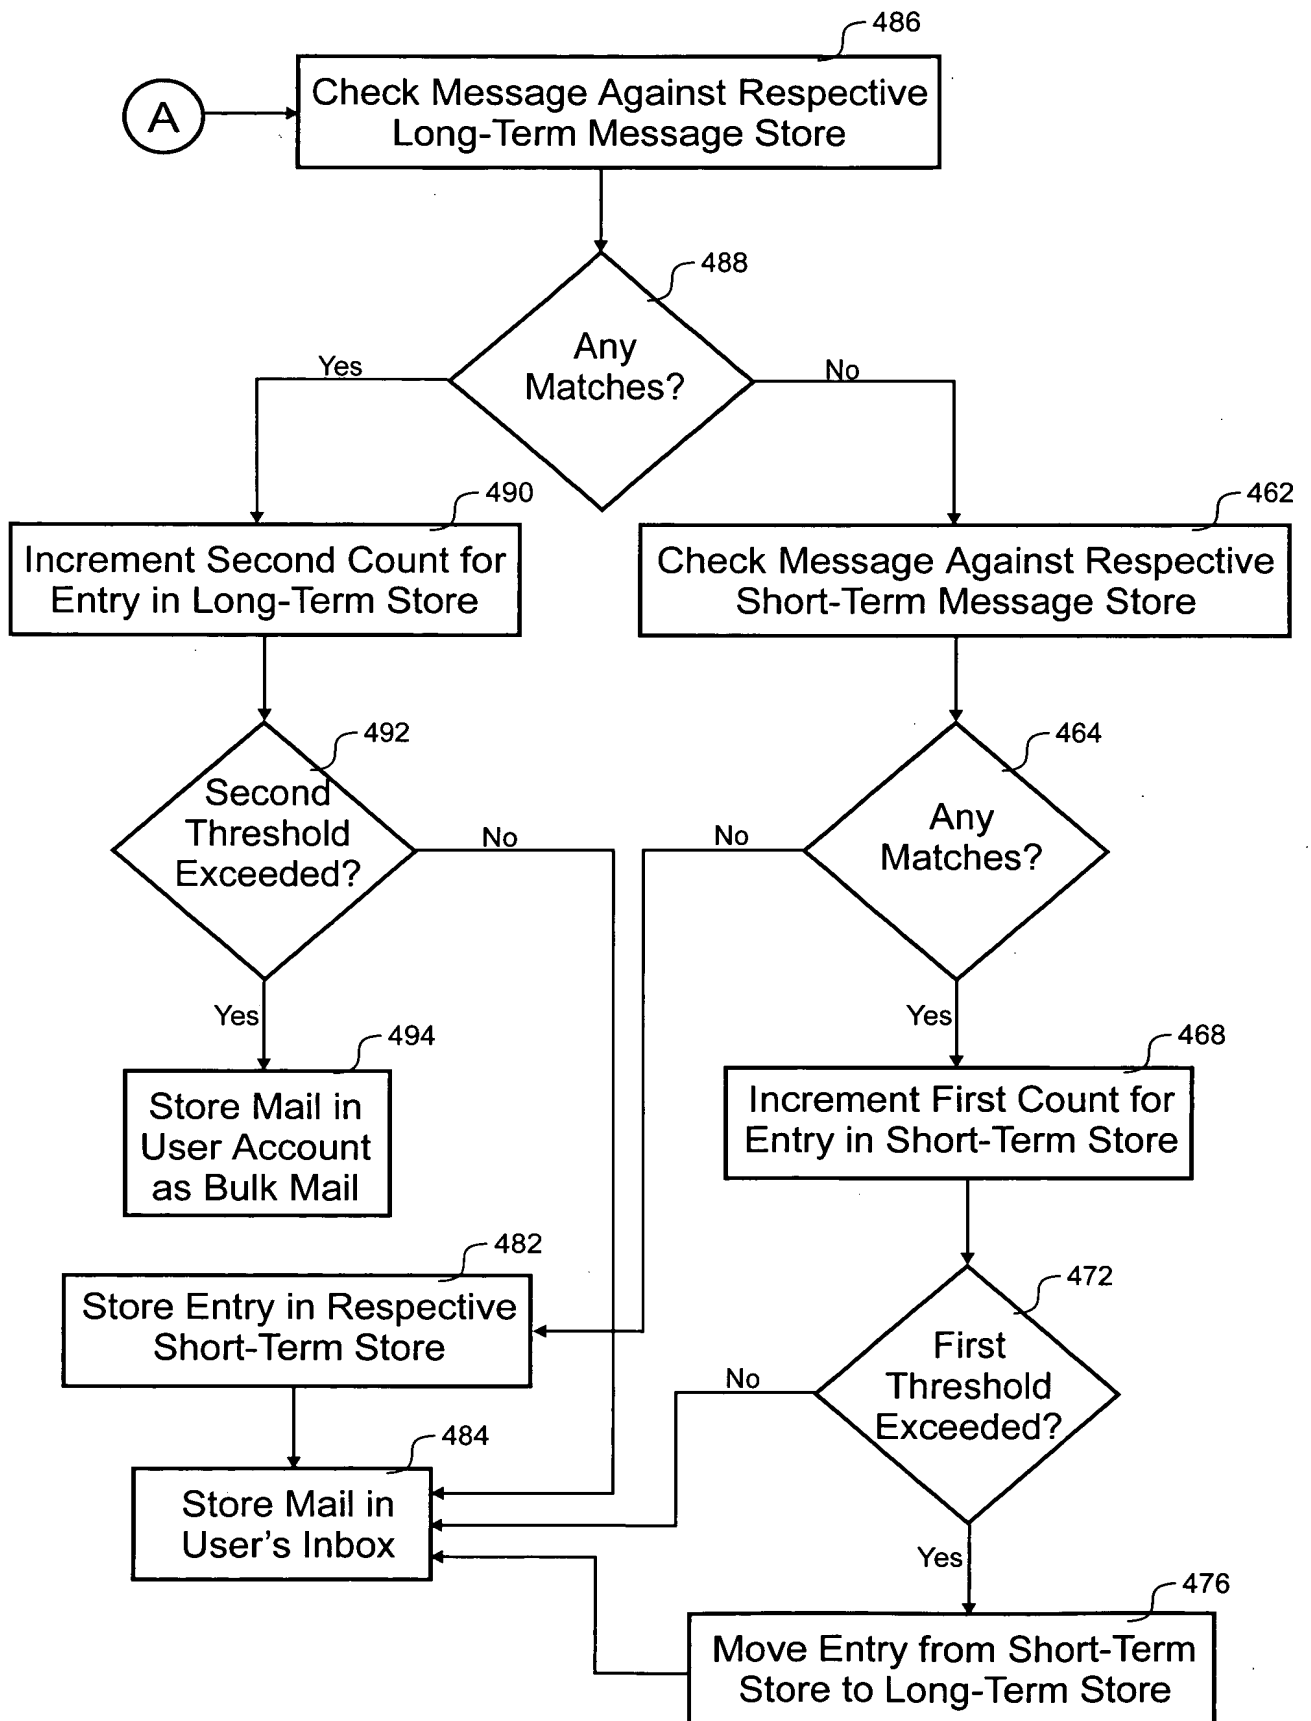 486
A
Check Message Against Respective
Long-Term Message Store
488
Any
Matches?
Yes
No
490
Increment Second Count for
Entry in Long-Term Store
462
Check Message Against Respective
Short-Term Message Store
492
Second
Threshold
Exceeded?
No
464
Any
Matches?
No
Yes
Yes
494
Store Mail in
User Account
as Bulk Mail
468
Increment First Count for
Entry in Short-Term Store
482
Store Entry in Respective
Short-Term Store
472
First
Threshold
Exceeded?
No
484
Store Mail in
User's Inbox
Yes
476
Move Entry from Short-Term
Store to Long-Term Store